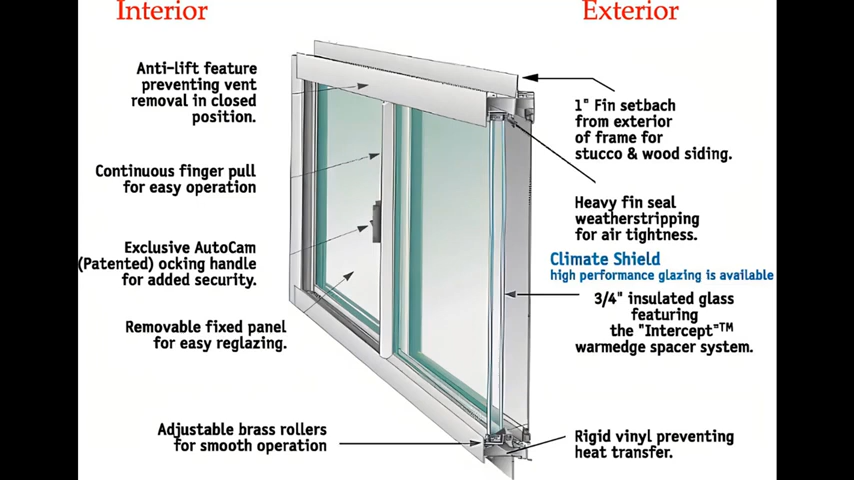 Interior
Exterior
Anti-lift feature
preventing vent
removal in closed
position.
Continuous finger pull
for easy operation
Exclusive AutoCam
(Patented) ocking handle
for added security.
Removable fixed panel
for easy reglazing.
Adjustable brass rollers
for smooth operation
1" Fin setbach
from exterior
of frame for
stucco & wood siding.
Heavy fin seal
weatherstripping
for air tightness.
Climate Shield
high performance glazing is available
3/4" insulated glass
featuring
the "Intercept"™
warmedge spacer system.
Rigid vinyl preventing
heat transfer.